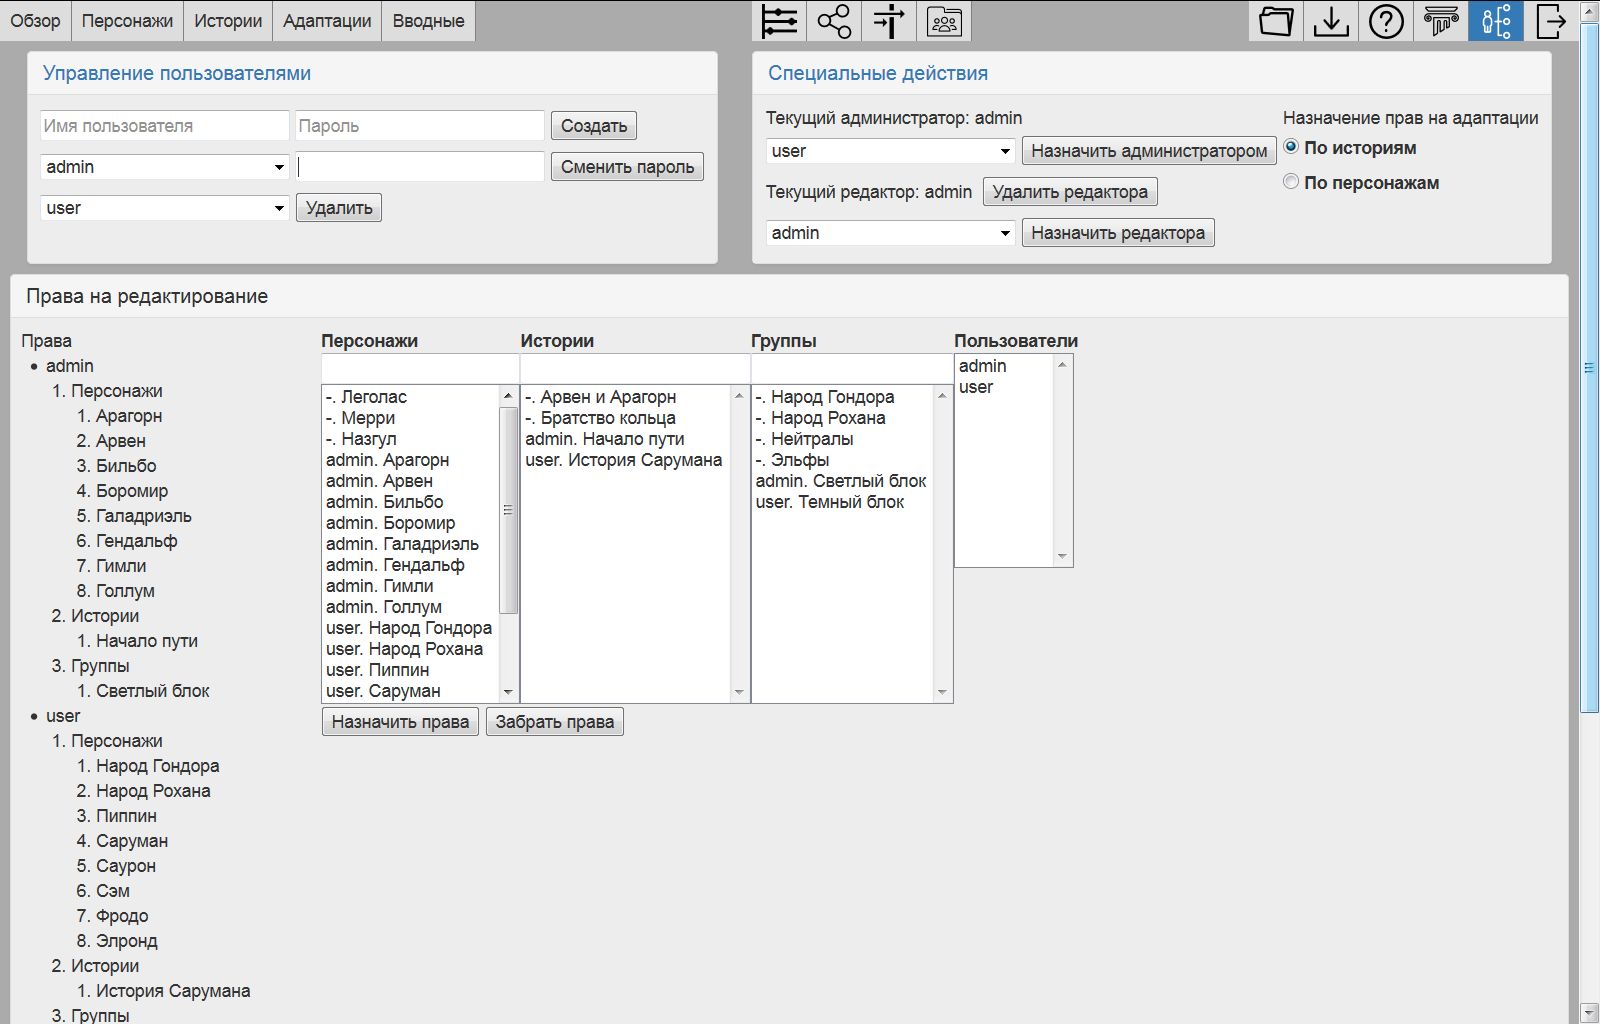 Обзор
Персонажи
Истории
Адаптации
Вводные
Управление пользователями
Имя пользователя
Пароль
Создать
admin
Сменить пароль
user
Удалить
Специальные действия
Текущий администратор: admin
user
Назначить администратором
Текущий редактор: admin
Удалить редактора
admin
Назначить редактора
Назначение прав на адаптации
По историям
По персонажам
Права на редактирование
Права
• admin
1. Персонажи
1. Арагорн
2. Арвен
3. Бильбо
4. Боромир
5. Галадриэль
6. Гендальф
7. Гимли
8. Голлум
2. Истории
1. Начало пути
3. Группы
1. Светлый блок
• user
1. Персонажи
1. Народ Гондора
2. Народ Рохана
3. Пиппин
4. Саруман
5. Саурон
6. Сэм
7. Фродо
8. Элронд
2. Истории
1. История Сарумана
3. Группы
Персонажи
-. Леголас
-. Мерри
-. Назгул
admin. Арагорн
admin. Арвен
admin. Бильбо
admin. Боромир
admin. Галадриэль
admin. Гендальф
admin. Гимли
admin. Голлум
user. Народ Гондора
user. Народ Рохана
user. Пиппин
user. Саруман
Истории
-. Арвен и Арагорн
-. Братство кольца
admin. Начало пути
user. История Сарумана
Группы
-. Народ Гондора
-. Народ Рохана
-. Нейтралы
-. Эльфы
admin. Светлый блок
user. Темный блок
Пользователи
admin
user
Назначить права
Забрать права